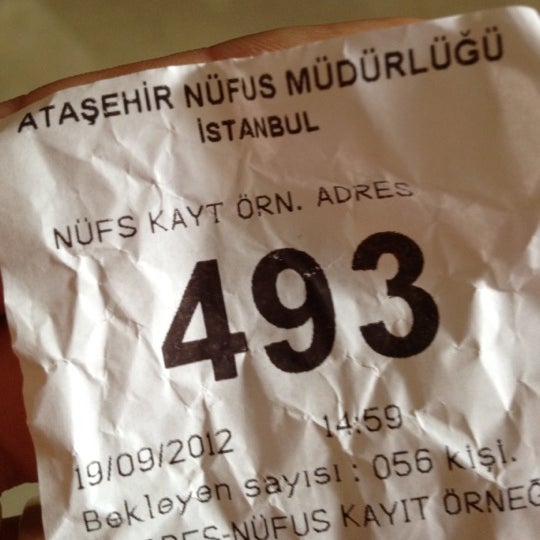 ATAŞEHİR NÜFUS MÜDÜRLÜĞÜ
İSTANBUL
NÜFS KAYT ÖRN. ADRES
493
19/09/2012 14:59
Bekleyen sayısı : 056 kişi.
-NÜFUS KAYIT ÖRNEĞ